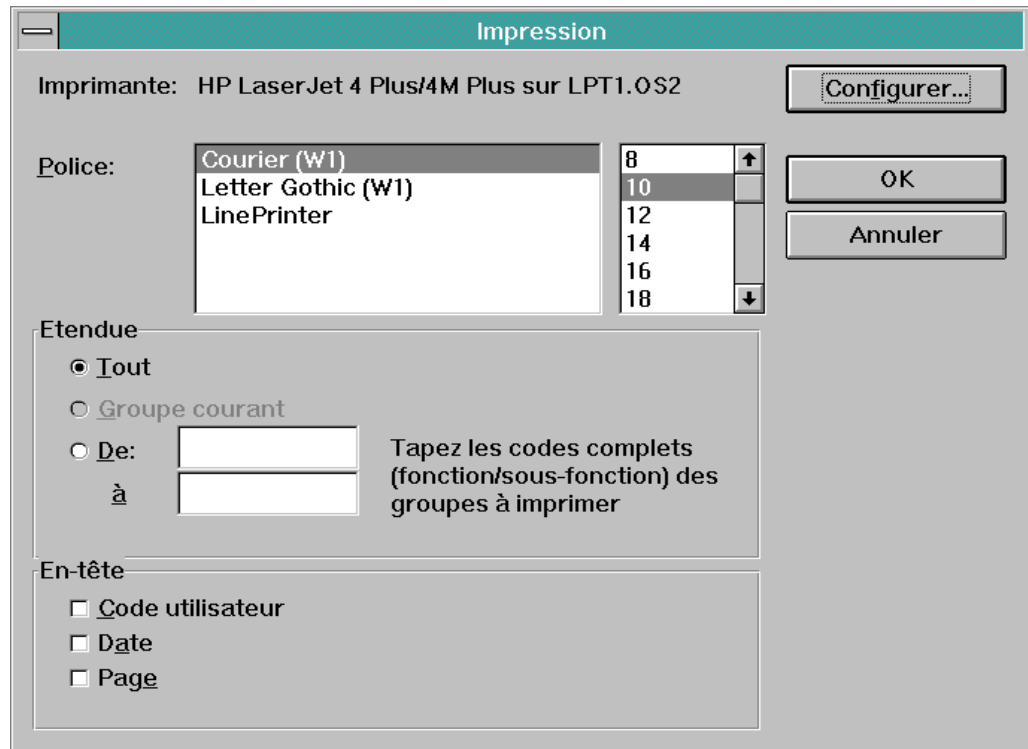 Impression
Imprimante: HP LaserJet 4 Plus/4M Plus sur LPT1.OS2
Configurer...
Police:
Courier (W1)
Letter Gothic (W1)
LinePrinter
8
10
12
14
16
18
OK
Annuler
Etendue
Tout
Groupe courant
De:
à
Tapez les codes complets
(fonction/sous-fonction) des
groupes à imprimer
En-tête
Code utilisateur
Date
Page